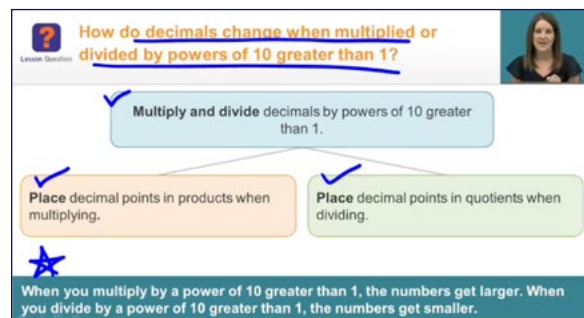 How do decimals change when multiplied or
divided by powers of 10 greater than 1?
?
Lesson Question
Multiply and divide decimals by powers of 10 greater
than 1.
Place decimal points in products when
multiplying.
Place decimal points in quotients when
dividing.
When you multiply by a power of 10 greater than 1, the numbers get larger. When
you divide by a power of 10 greater than 1, the numbers get smaller.